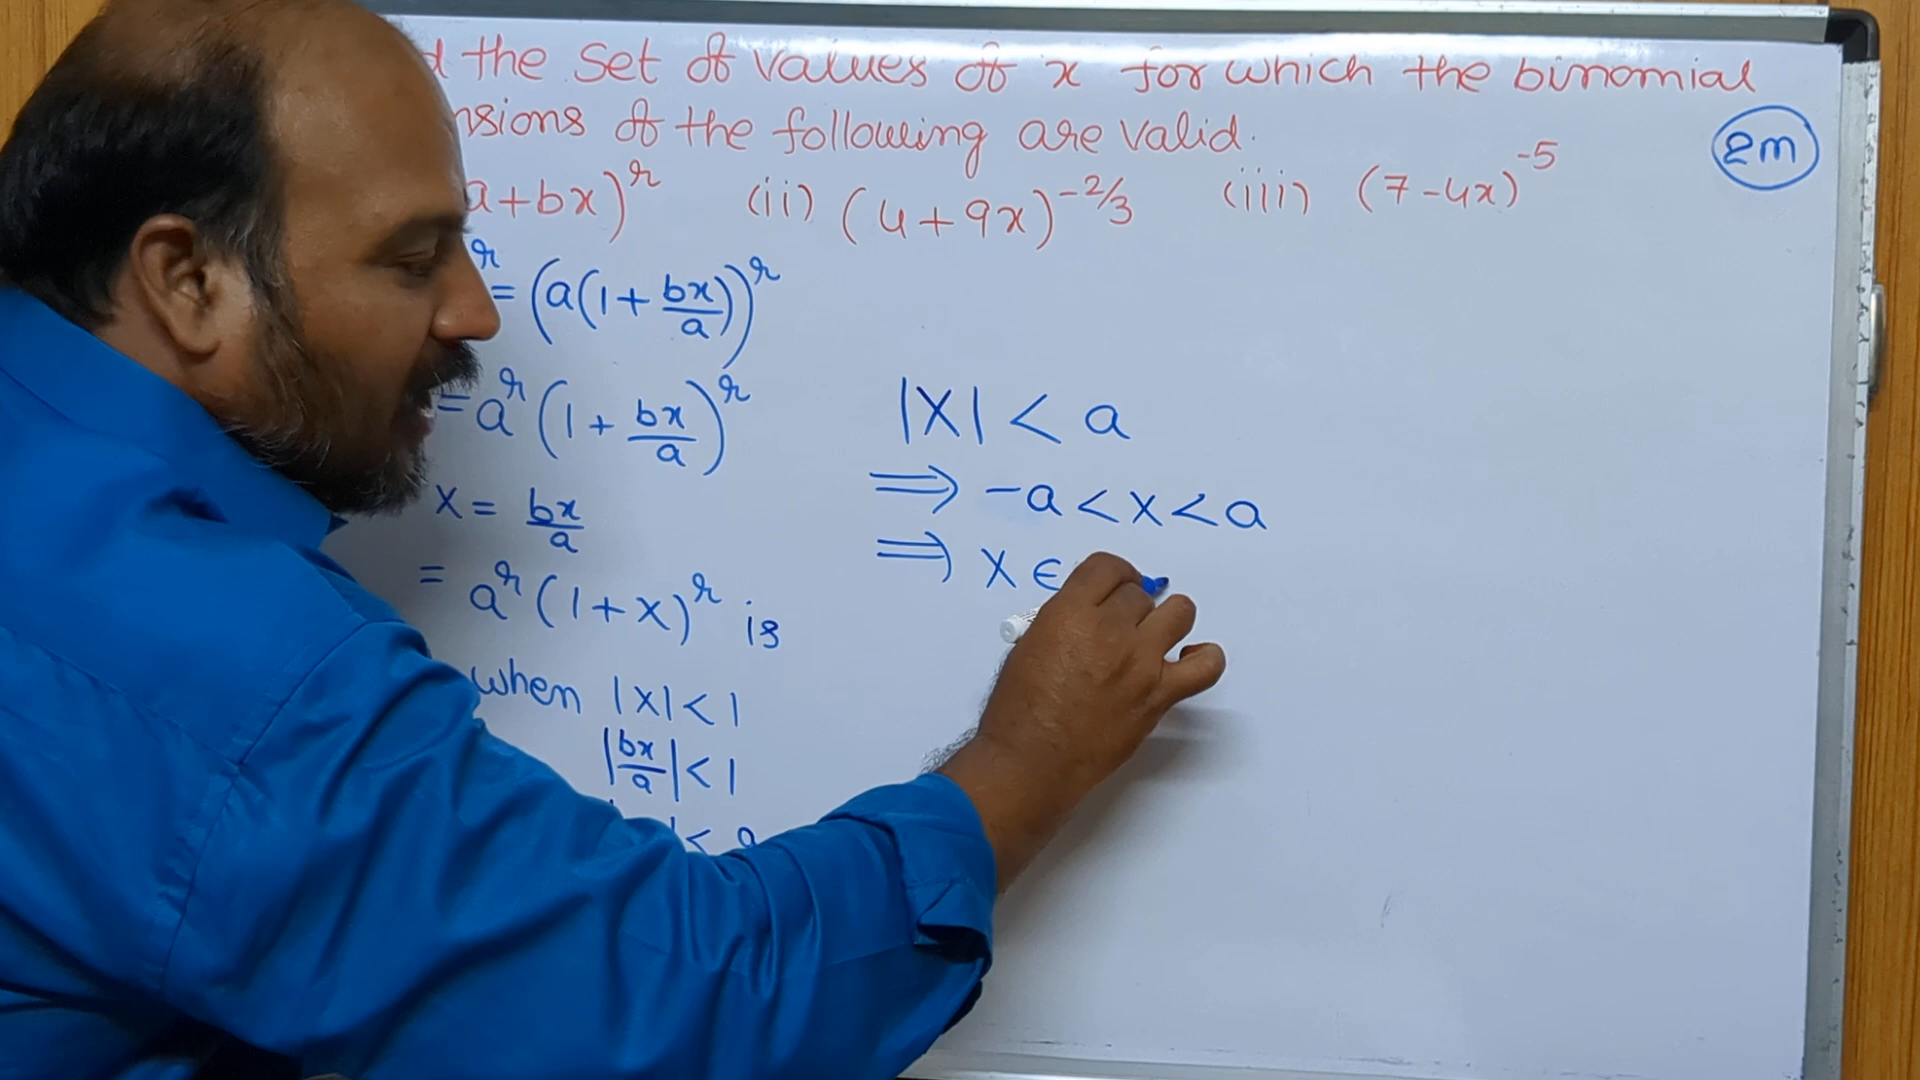 the set of values of x for which the binomial
nsions of the following are valid.
2m
a+bx)^r (ii) (4+9x)^-2/3 (iii) (7-4x)^-5
r = (a(1+bx/a))^r
= a^r (1+bx/a)^r
X = bx/a
= a^r (1+X)^r is
when |X|<1
|bx/a|<1
|< a
|X| < a
⟹ -a<X<a
⟹ X ∈